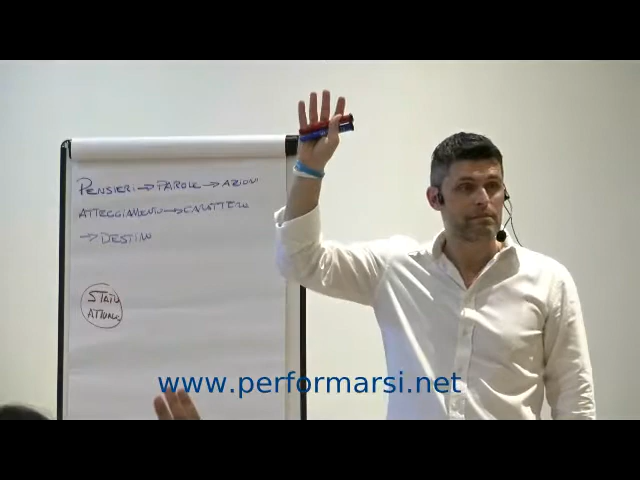 PENSIERI → PAROLE → AZIONI
ATTEGGIAMENTO → CARATTERE
→ DESTINO
STATO
ATTUALE
www.performarsi.net